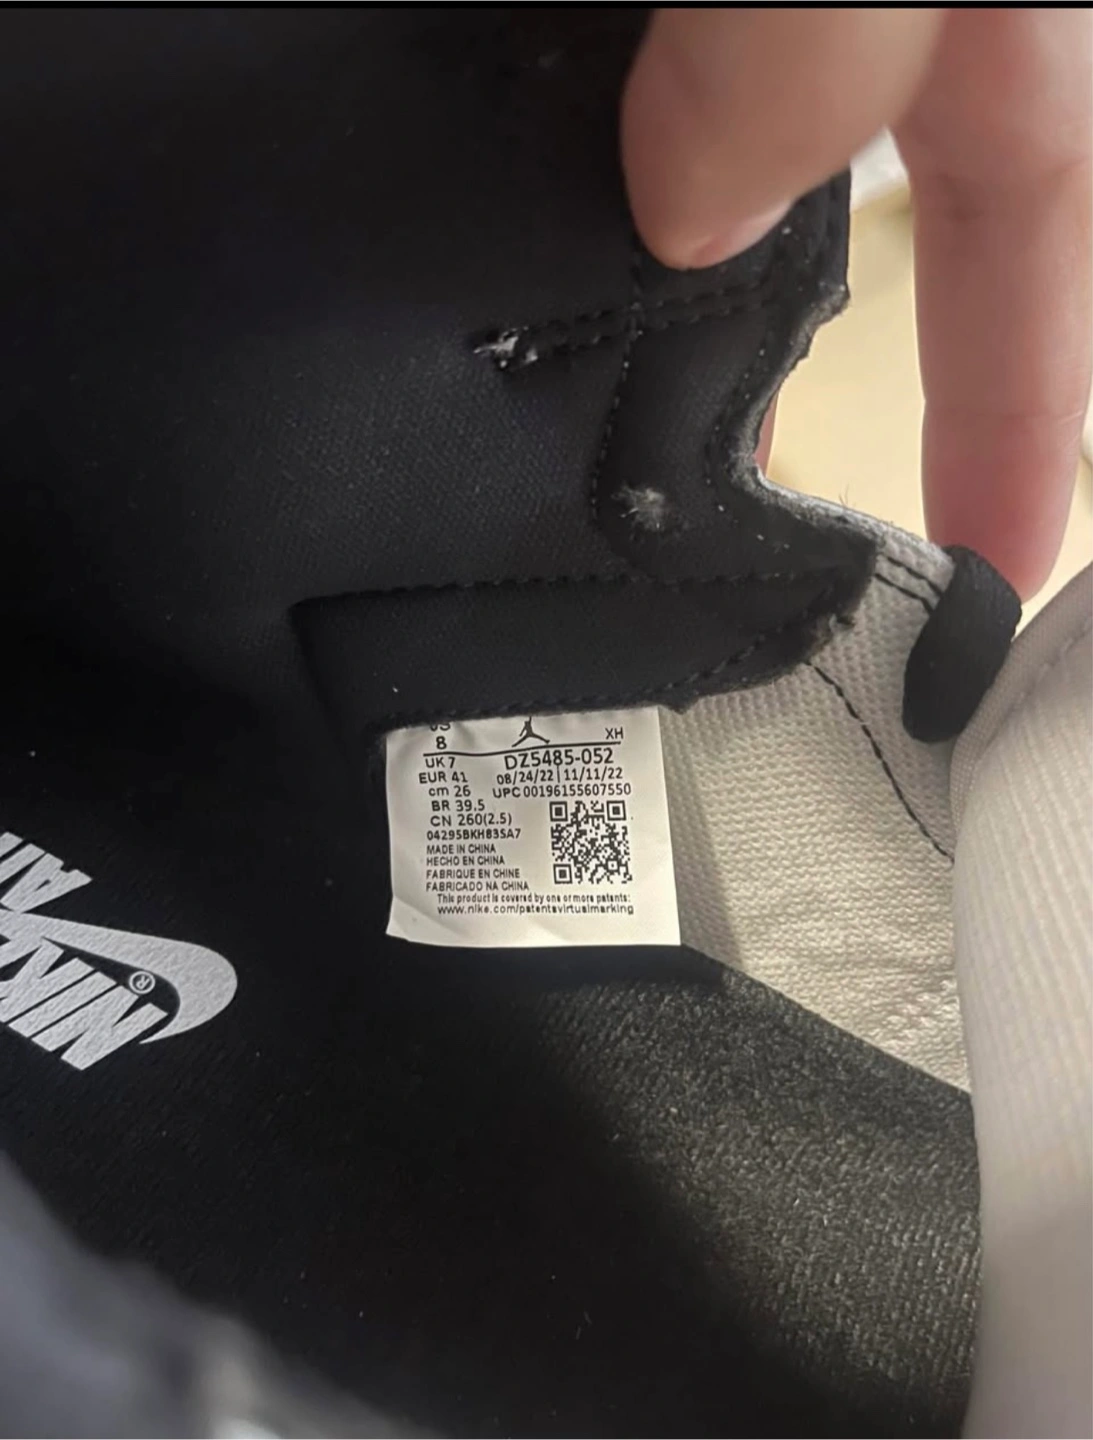 US
8
XH
UK 7
DZ5485-052
EUR 41
08/24/22 | 11/11/22
cm 26
UPC 00196155607550
BR 39.5
CN 260(2.5)
04295BKH83SA7
MADE IN CHINA
HECHO EN CHINA
FABRIQUE EN CHINE
FABRICADO NA CHINA
This product is covered by one or more patents:
www.nike.com/patentsvirtualmarking
NIKE ®